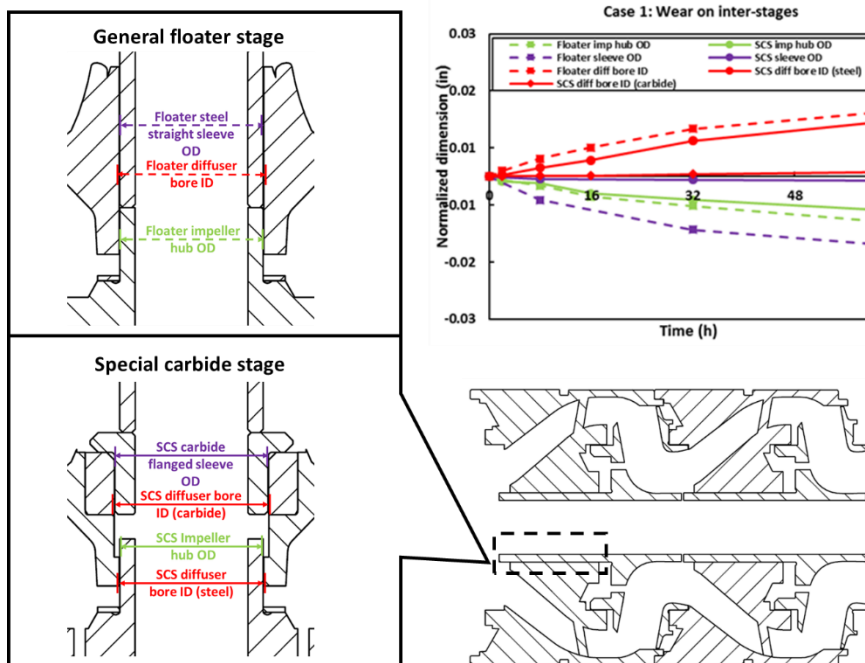 General floater stage
Floater steel
straight sleeve
OD
Floater diffuser
bore ID
Floater impeller
hub OD
Special carbide stage
SCS carbide
flanged sleeve
OD
SCS diffuser bore
ID (carbide)
SCS Impeller
hub OD
SCS diffuser
bore ID (steel)
Case 1: Wear on inter-stages
Floater imp hub OD
SCS imp hub OD
Floater sleeve OD
SCS sleeve OD
Floater diff bore ID
SCS diff bore ID (steel)
SCS diff bore ID (carbide)
Normalized dimension (in)
0.03
0.02
0.01
-0.01
-0.02
-0.03
0 16 32 48
Time (h)